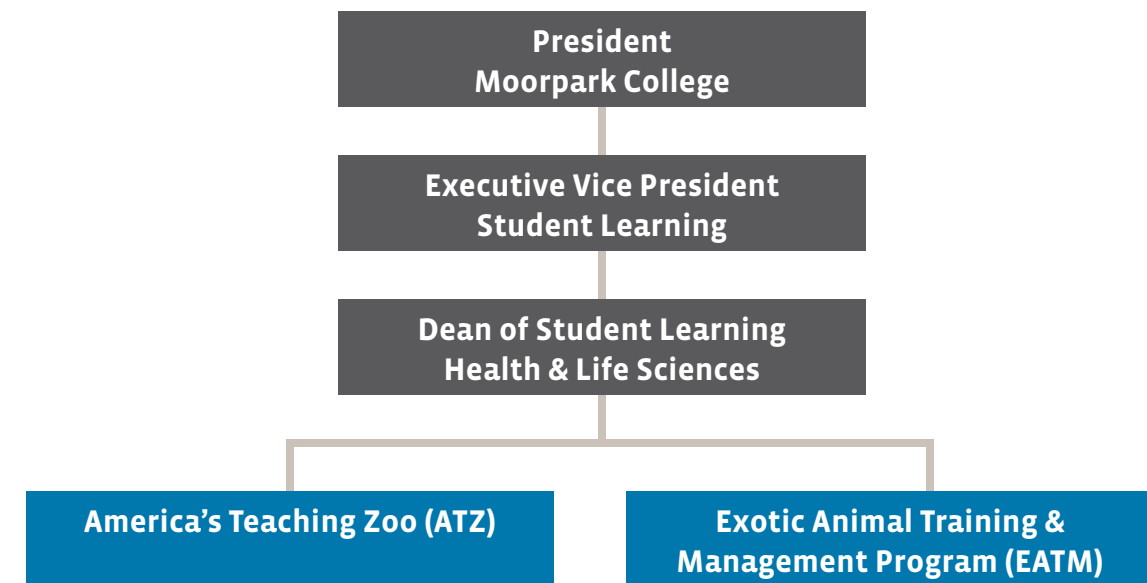 President
Moorpark College
Executive Vice President
Student Learning
Dean of Student Learning
Health & Life Sciences
America’s Teaching Zoo (ATZ)
Exotic Animal Training &
Management Program (EATM)